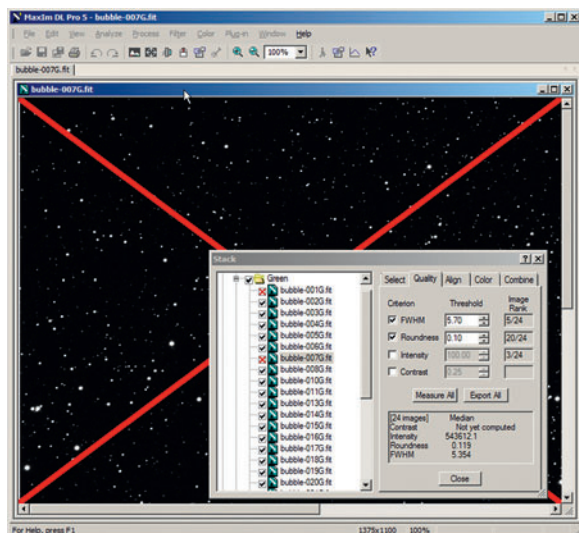 MaxIm DL Pro 5 - bubble-007G.fit
File Edit View Analyze Process Filter Color Plug-in Window Help
100%
bubble-007G.fit
bubble-007G.fit
Stack
Green
bubble-001G.fit
bubble-002G.fit
bubble-003G.fit
bubble-004G.fit
bubble-005G.fit
bubble-006G.fit
bubble-007G.fit
bubble-008G.fit
bubble-010G.fit
bubble-011G.fit
bubble-013G.fit
bubble-014G.fit
bubble-015G.fit
bubble-016G.fit
bubble-017G.fit
bubble-018G.fit
bubble-019G.fit
bubble-020G.fit
Select Quality Align Color Combine
Criterion Threshold Image Rank
FWHM 5.70 5/24
Roundness 0.10 20/24
Intensity 100.00 3/24
Contrast 0.25
Measure All Export All
[24 images] Median
Contrast Not yet computed
Intensity 543612.1
Roundness 0.119
FWHM 5.354
Close
For Help, press F1 1375x1100 100%